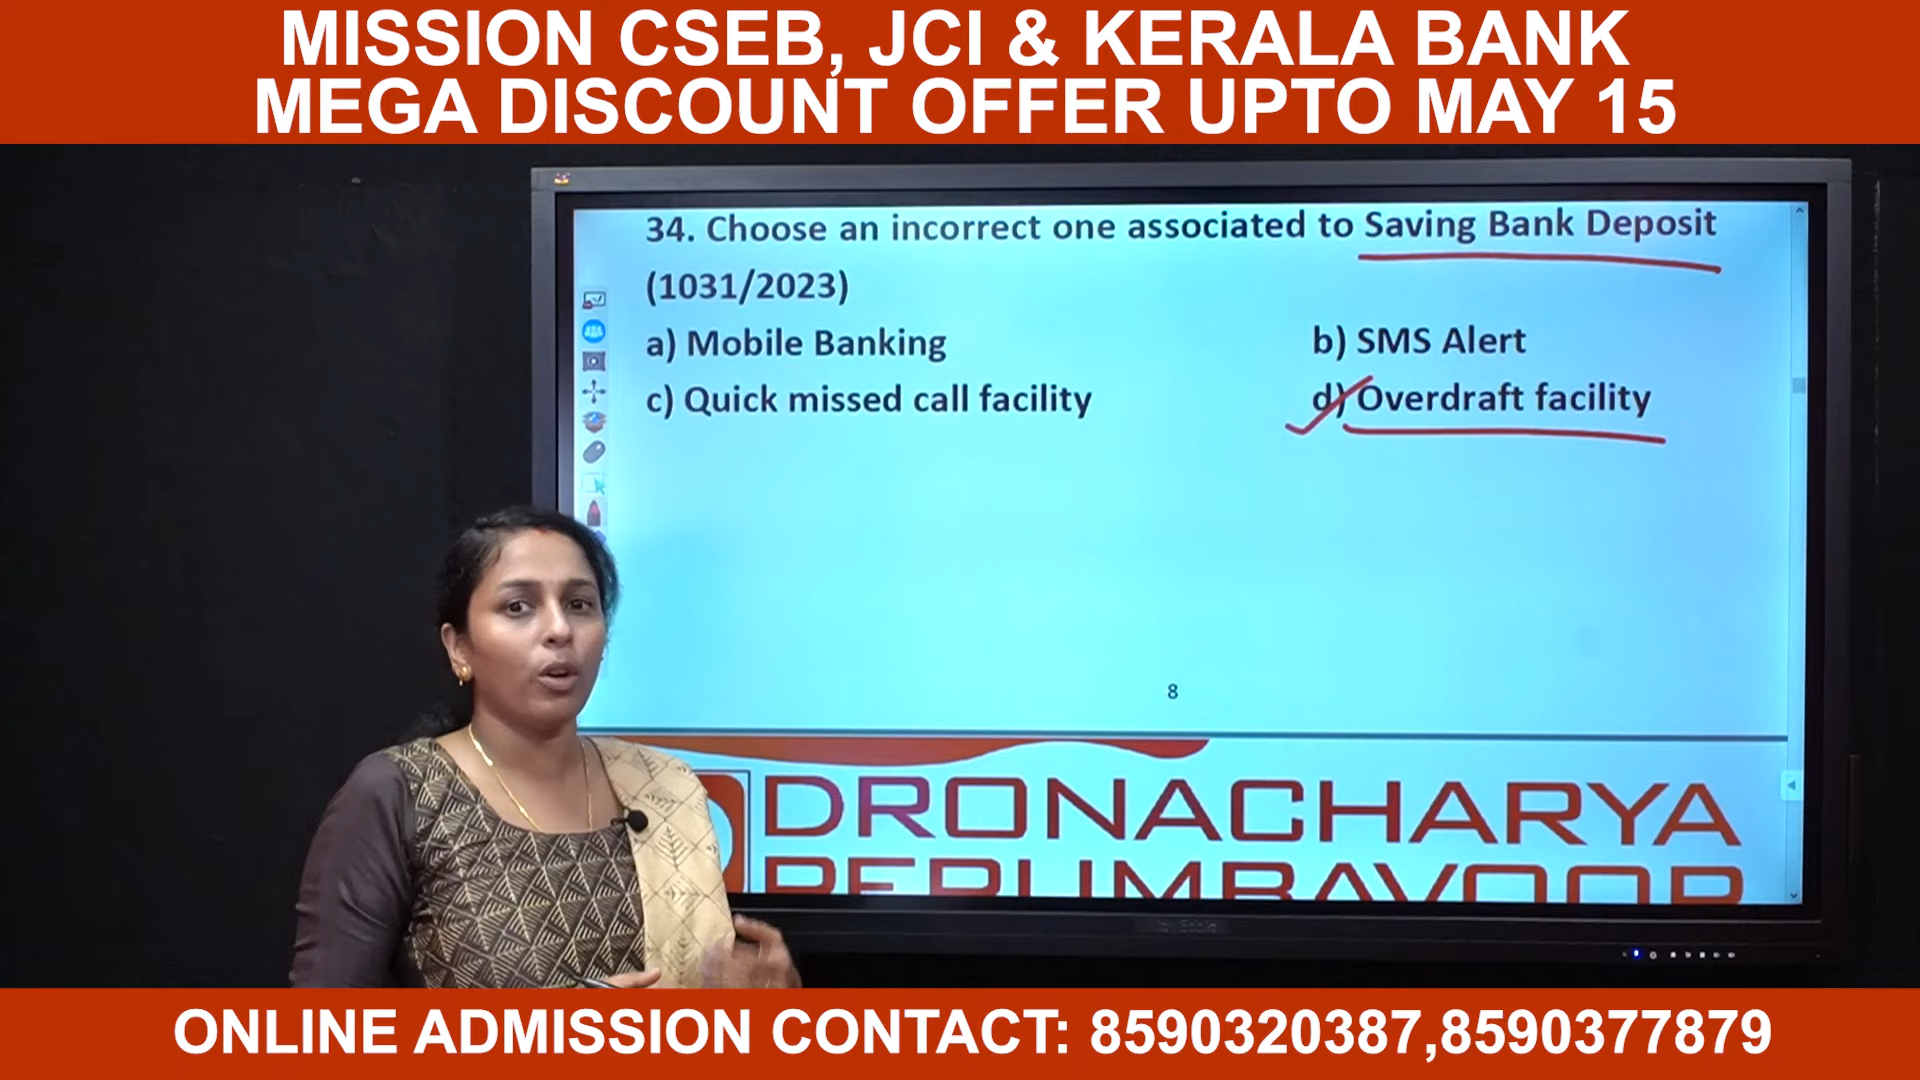 MISSION CSEB, JCI & KERALA BANK
MEGA DISCOUNT OFFER UPTO MAY 15
34. Choose an incorrect one associated to Saving Bank Deposit
(1031/2023)
a) Mobile Banking
b) SMS Alert
c) Quick missed call facility
d) Overdraft facility
8
DRONACHARYA
PERUMBAVOOR
ONLINE ADMISSION CONTACT: 8590320387,8590377879